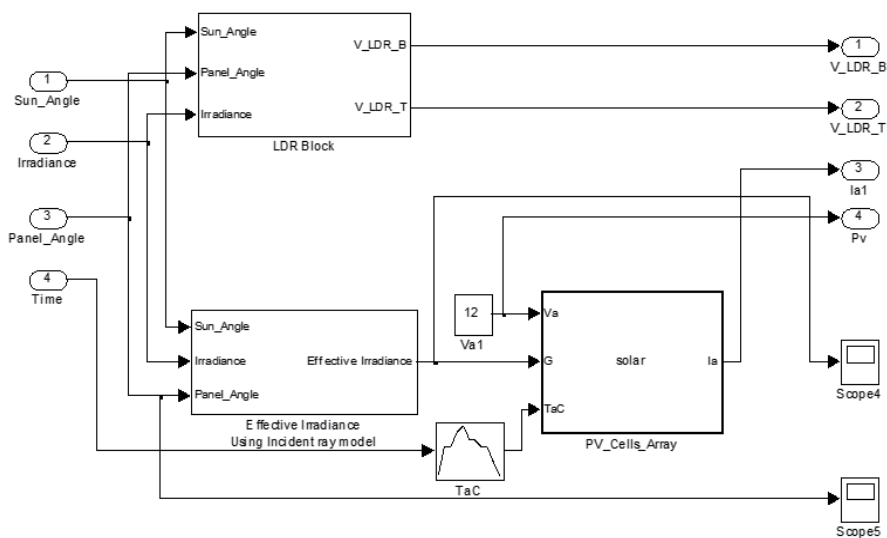 Sun_Angle
V_LDR_B
1
V_LDR_B
1
Sun_Angle
Panel_Angle
Irradiance
V_LDR_T
2
V_LDR_T
LDR Block
2
Irradiance
3
Ia1
3
Panel_Angle
4
Pv
4
Time
12
Va1
Va
G
TaC
solar
Ia
PV_Cells_Array
Sun_Angle
Irradiance
Panel_Angle
Effective Irradiance
Effective Irradiance
Using Incident ray model
TaC
Scope4
Scope5